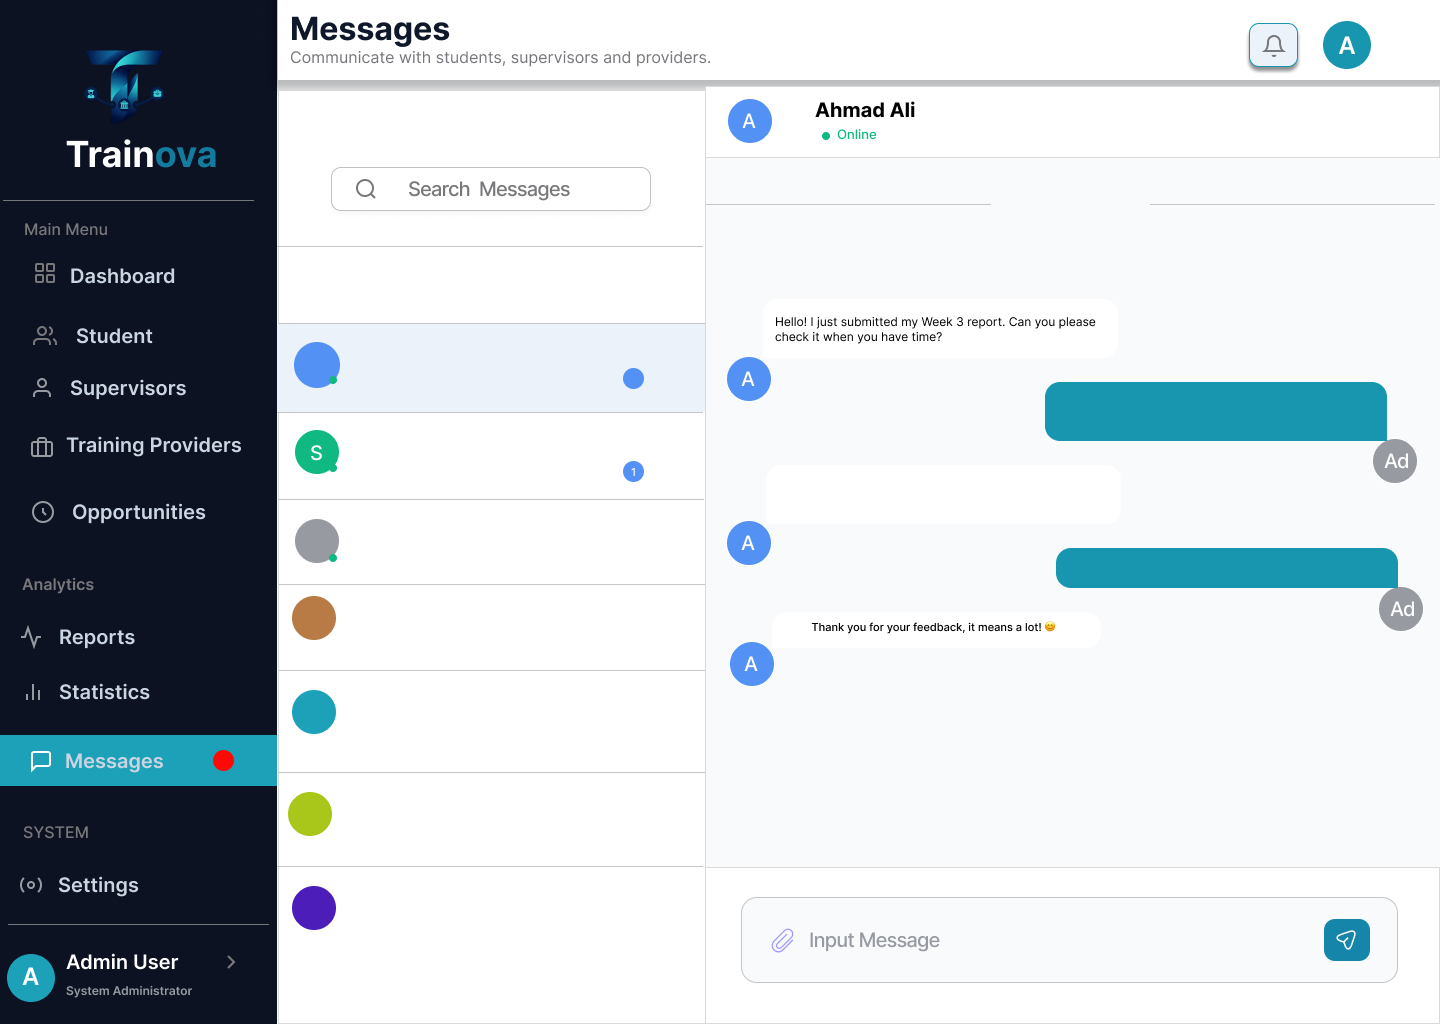 Trainova
Main Menu
Dashboard
Student
Supervisors
Training Providers
Opportunities
Analytics
Reports
Statistics
Messages
SYSTEM
Settings
A
Admin User
System Administrator
Messages
Communicate with students, supervisors and providers.
A
Search Messages
S
1
A
Ahmad Ali
Online
Hello! I just submitted my Week 3 report. Can you please
check it when you have time?
A
Ad
A
Ad
Thank you for your feedback, it means a lot! 😊
A
Input Message